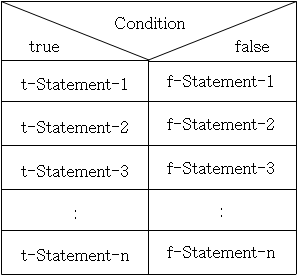 Condition
true false
t-Statement-1 f-Statement-1
t-Statement-2 f-Statement-2
t-Statement-3 f-Statement-3
: :
t-Statement-n f-Statement-n